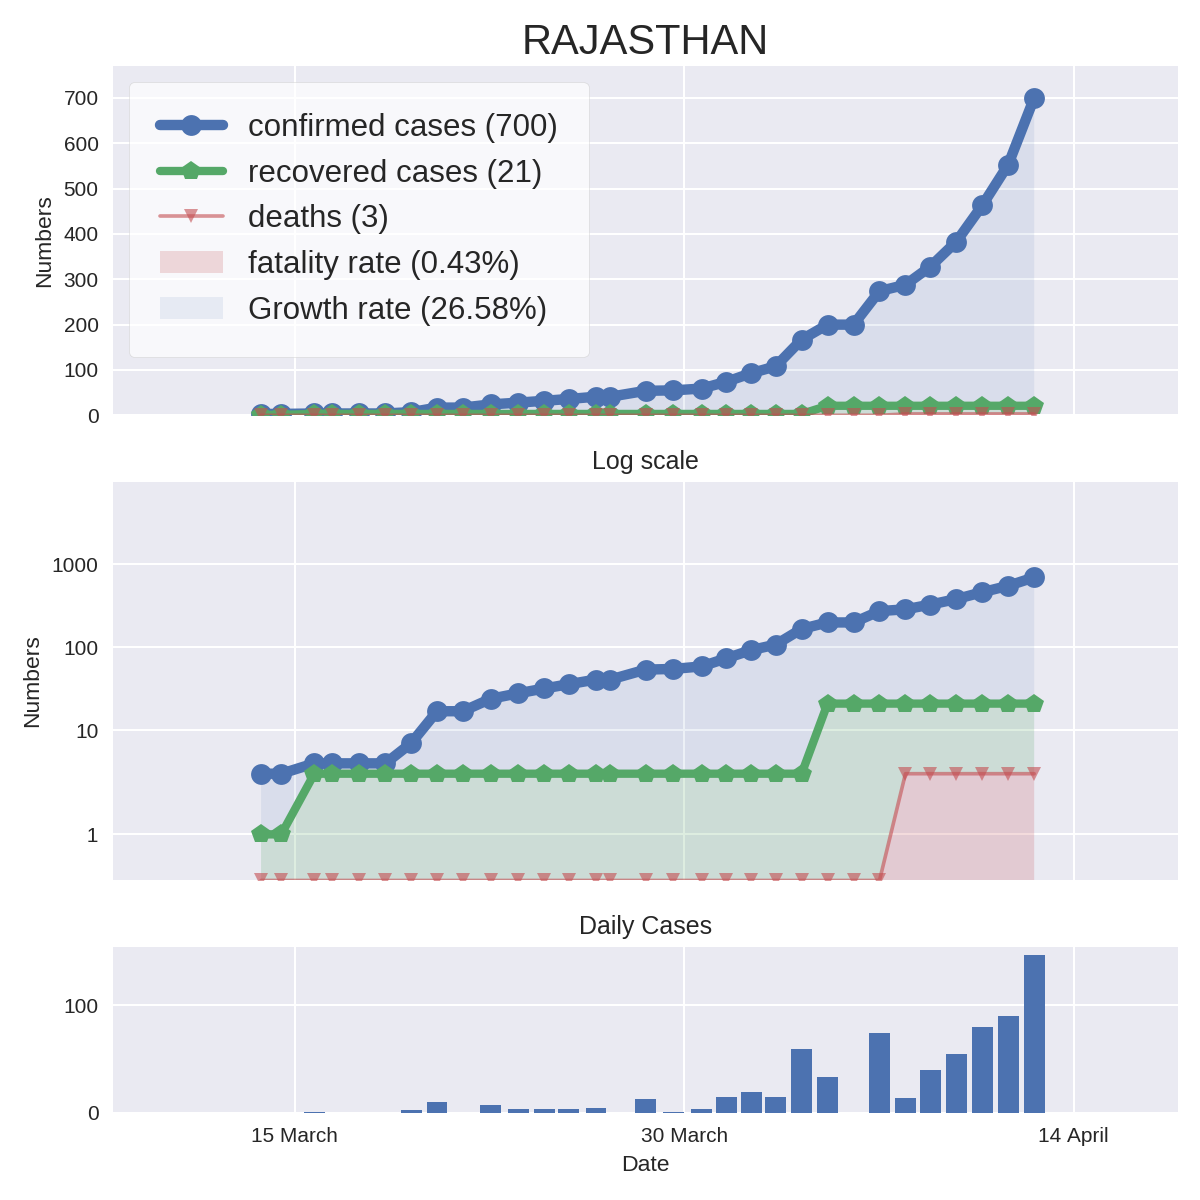 RAJASTHAN
Numbers
700
600
500
400
300
200
100
0
confirmed cases (700)
recovered cases (21)
deaths (3)
fatality rate (0.43%)
Growth rate (26.58%)
Log scale
Numbers
1000
100
10
1
Daily Cases
100
0
15 March
30 March
14 April
Date